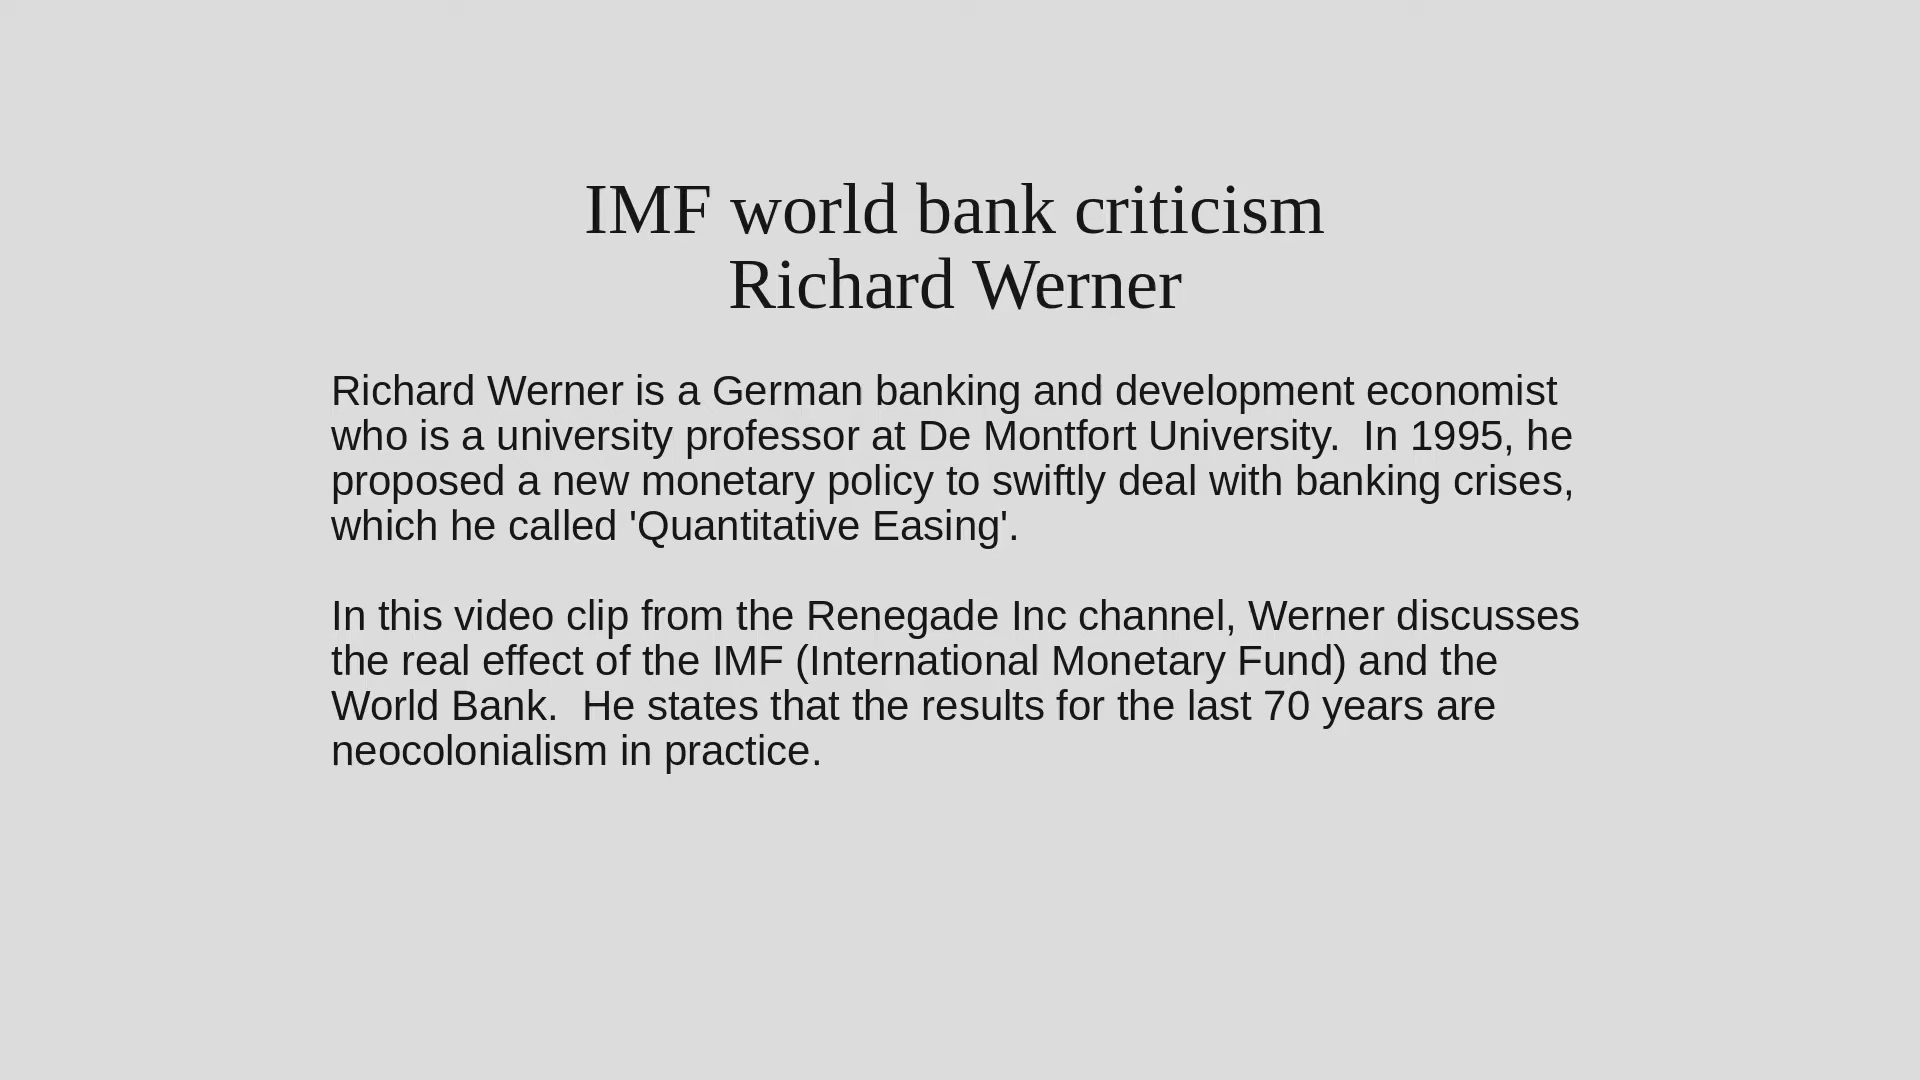 IMF world bank criticism
Richard Werner
Richard Werner is a German banking and development economist
who is a university professor at De Montfort University.  In 1995, he
proposed a new monetary policy to swiftly deal with banking crises,
which he called 'Quantitative Easing'.
In this video clip from the Renegade Inc channel, Werner discusses
the real effect of the IMF (International Monetary Fund) and the
World Bank.  He states that the results for the last 70 years are
neocolonialism in practice.